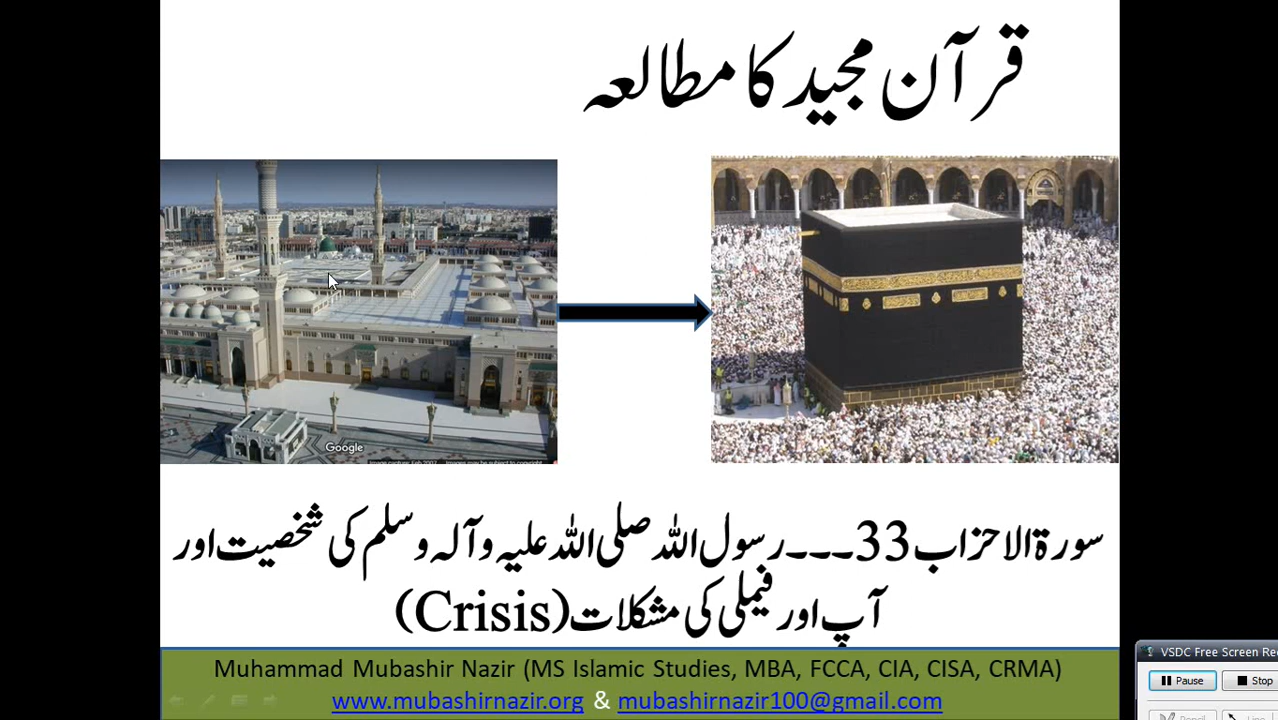 قرآن مجید کا مطالعہ
Google
سورۃ الاحزاب 33۔۔۔رسول اللہ صلی اللہ علیہ وآلہ وسلم کی شخصیت اور
آپ اور فیملی کی مشکلات (Crisis)
Muhammad Mubashir Nazir (MS Islamic Studies, MBA, FCCA, CIA, CISA, CRMA)
www.mubashirnazir.org & mubashirnazir100@gmail.com
VSDC Free Screen Re
Pause Stop